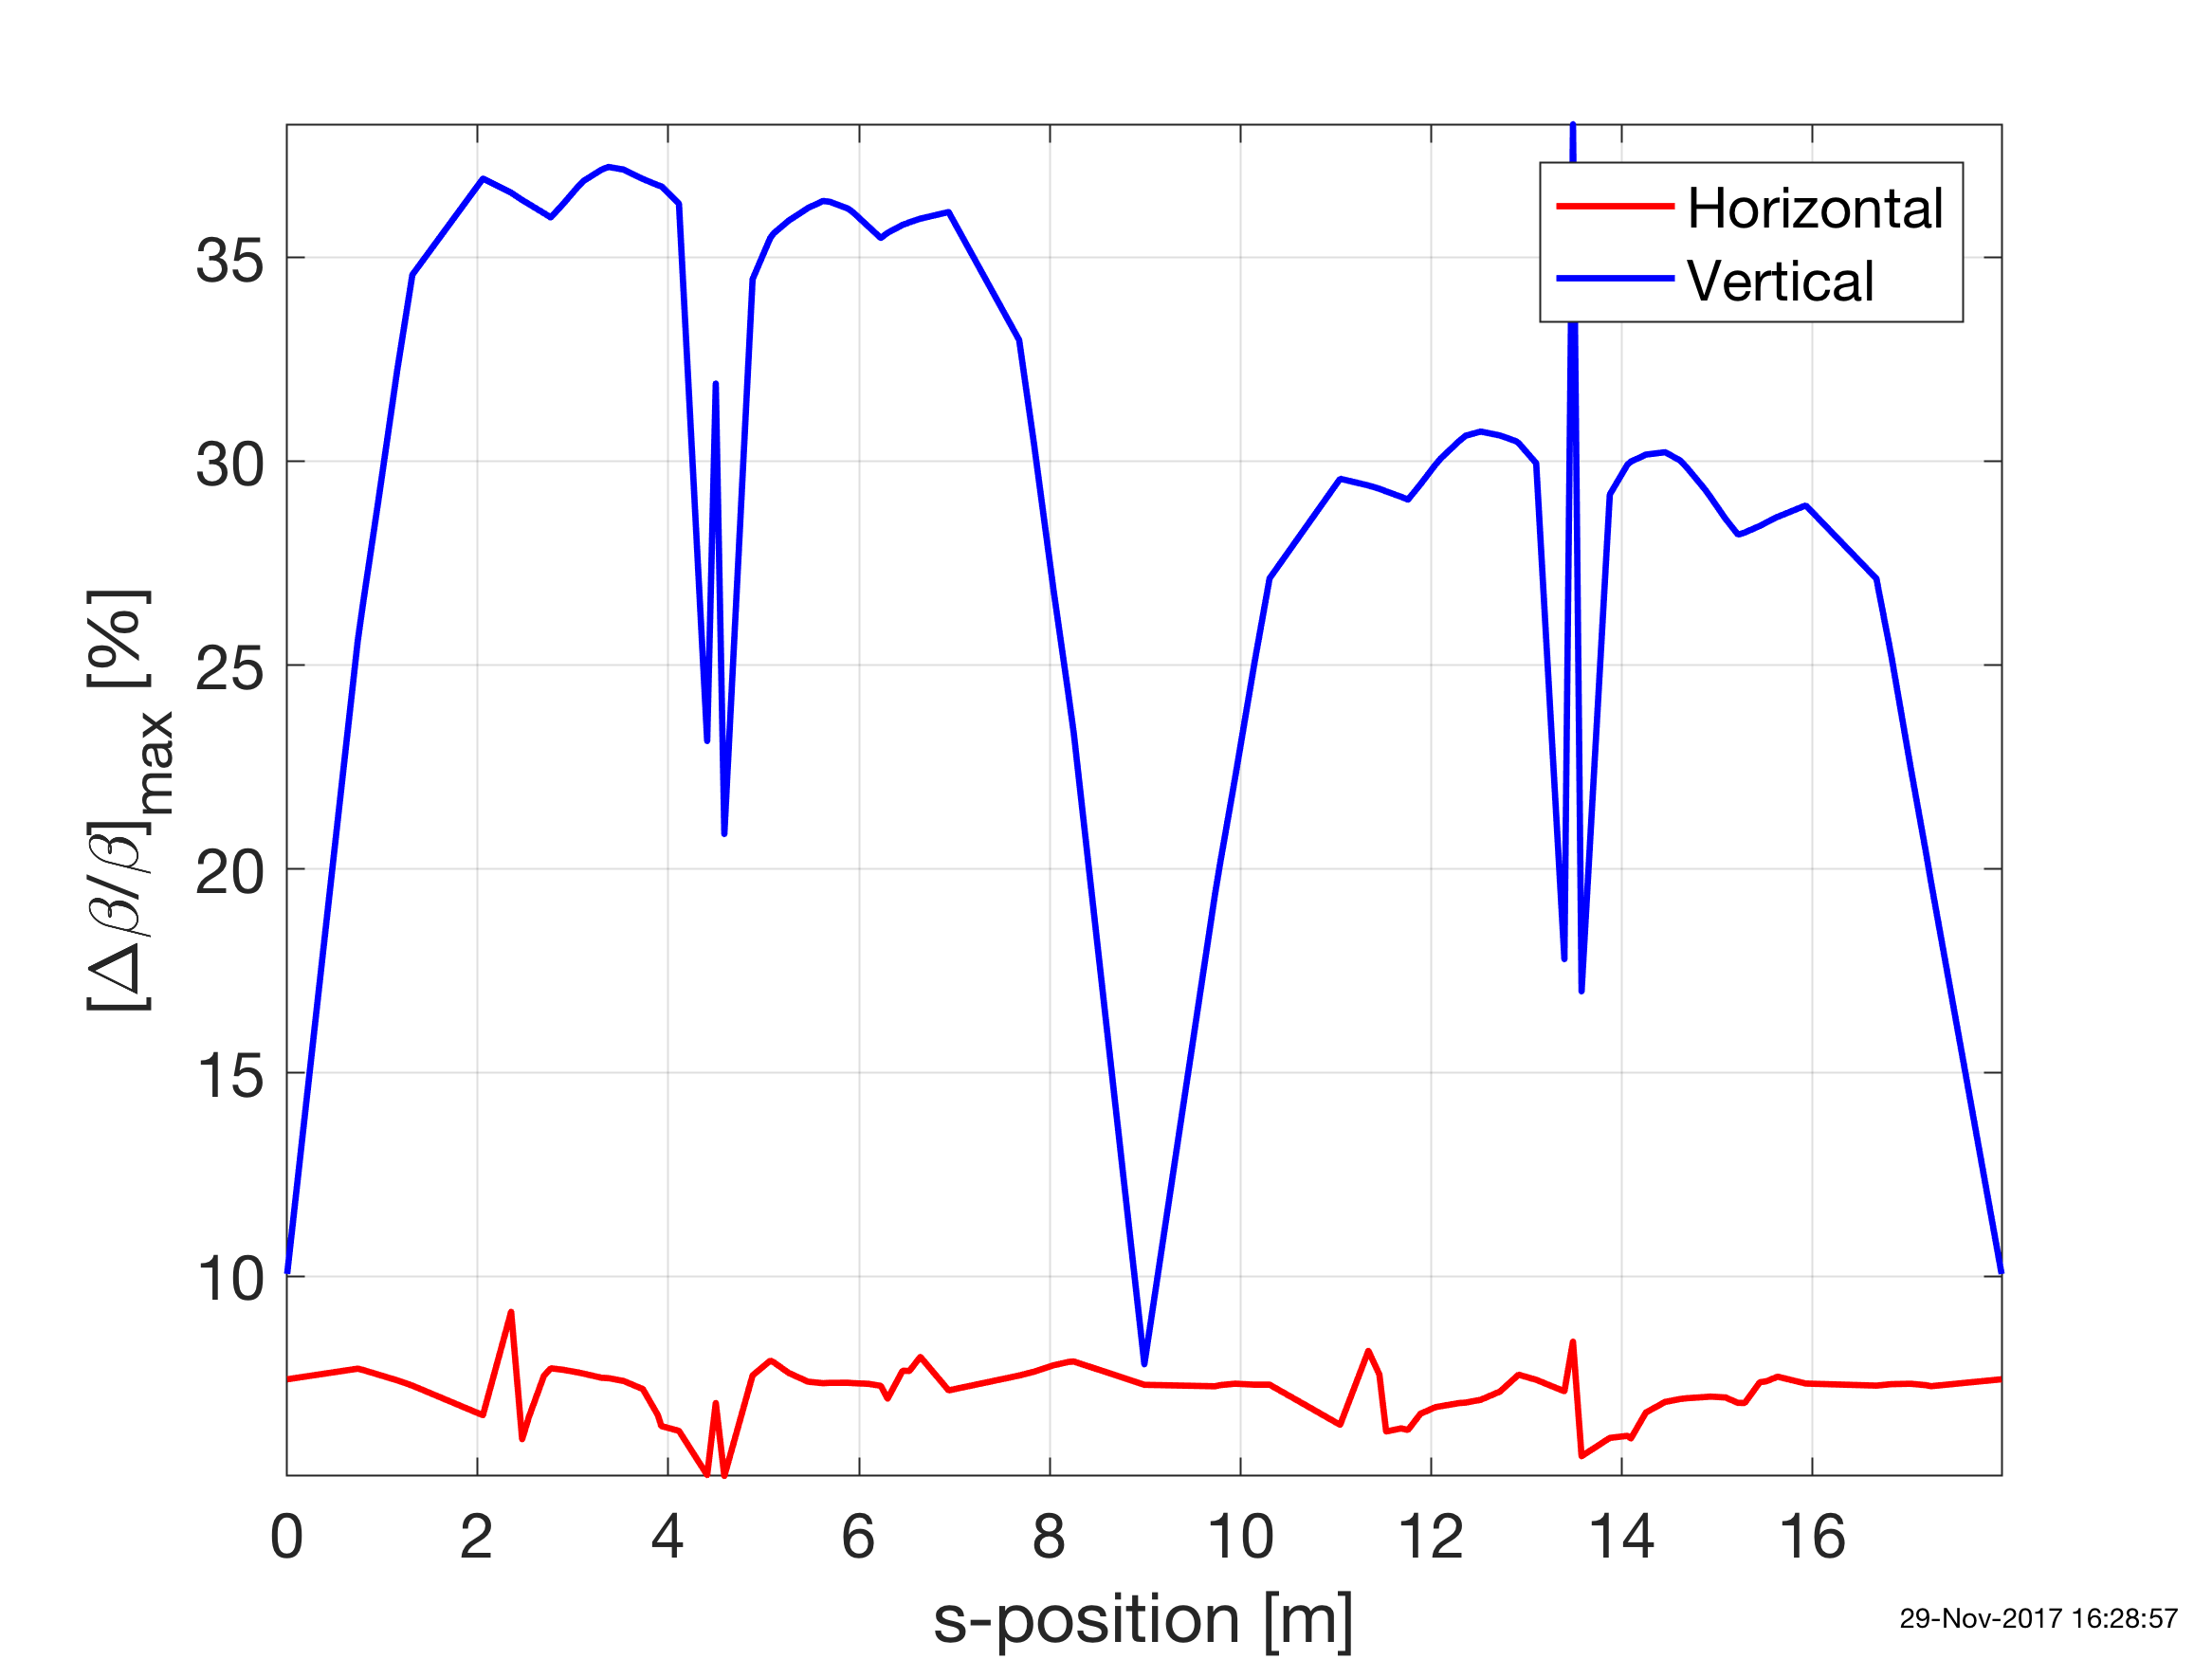 Horizontal
Vertical
35
30
25
20
15
10
[Δβ/β]max [%]
0 2 4 6 8 10 12 14 16
s-position [m]
29-Nov-2017 16:28:57